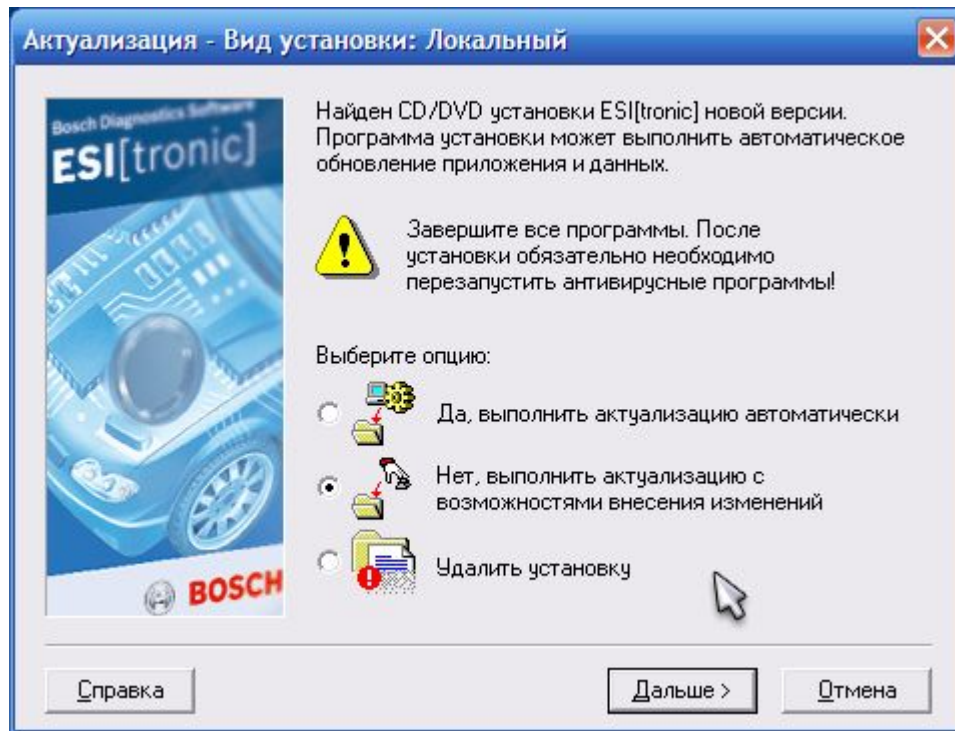 Актуализация - Вид установки: Локальный
Bosch Diagnostics Software
ESI[tronic]
Найден CD/DVD установки ESI[tronic] новой версии.
Программа установки может выполнить автоматическое
обновление приложения и данных.
Завершите все программы. После
установки обязательно необходимо
перезапустить антивирусные программы!
Выберите опцию:
Да, выполнить актуализацию автоматически
Нет, выполнить актуализацию с
возможностями внесения изменений
Удалить установку
BOSCH
Справка
Дальше >
Отмена